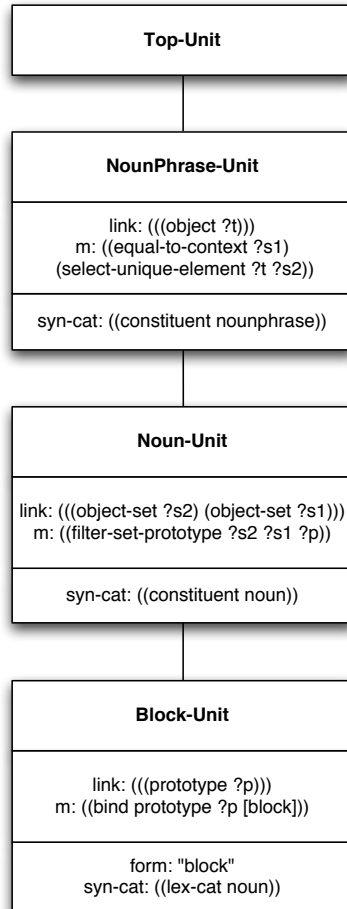 Top-Unit
NounPhrase-Unit
link: (((object ?t)))
m: ((equal-to-context ?s1)
(select-unique-element ?t ?s2))
syn-cat: ((constituent nounphrase))
Noun-Unit
link: (((object-set ?s2) (object-set ?s1)))
m: ((filter-set-prototype ?s2 ?s1 ?p))
syn-cat: ((constituent noun))
Block-Unit
link: (((prototype ?p)))
m: ((bind prototype ?p [block]))
form: "block"
syn-cat: ((lex-cat noun))